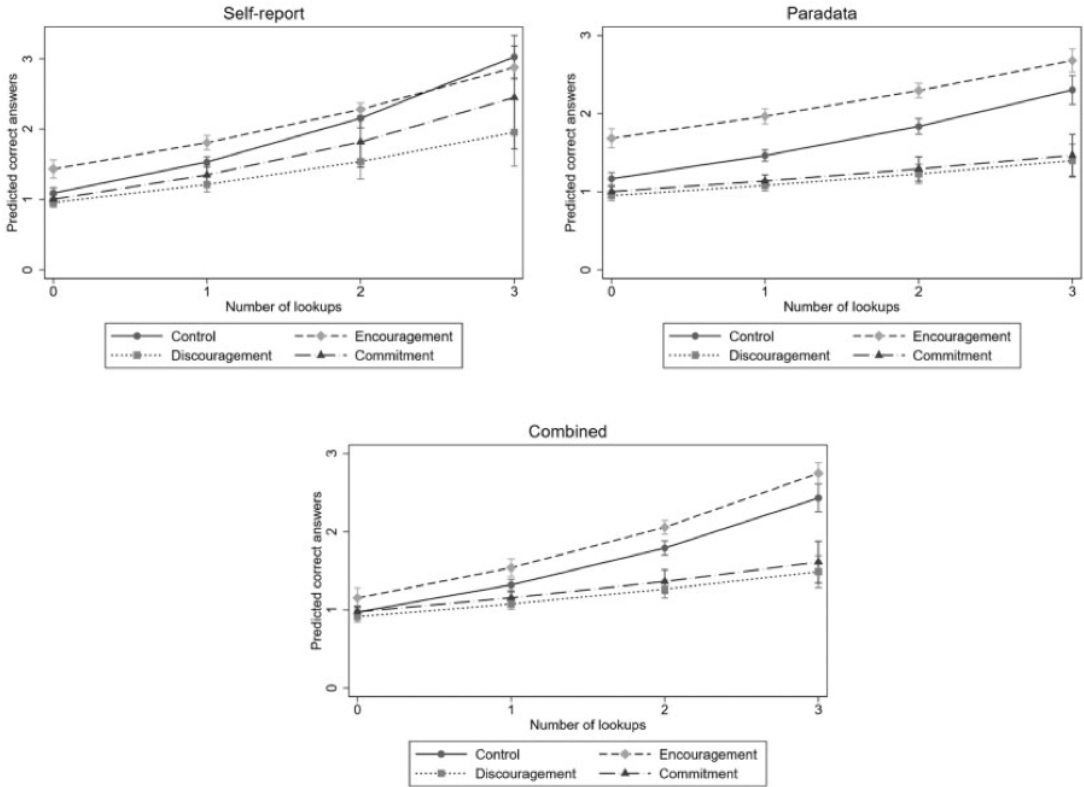 Self-report
Predicted correct answers
3
2
1
0
0 1 2 3
Number of lookups
Control Encouragement
Discouragement Commitment
Paradata
Predicted correct answers
3
2
1
0
0 1 2 3
Number of lookups
Control Encouragement
Discouragement Commitment
Combined
Predicted correct answers
3
2
1
0
0 1 2 3
Number of lookups
Control Encouragement
Discouragement Commitment